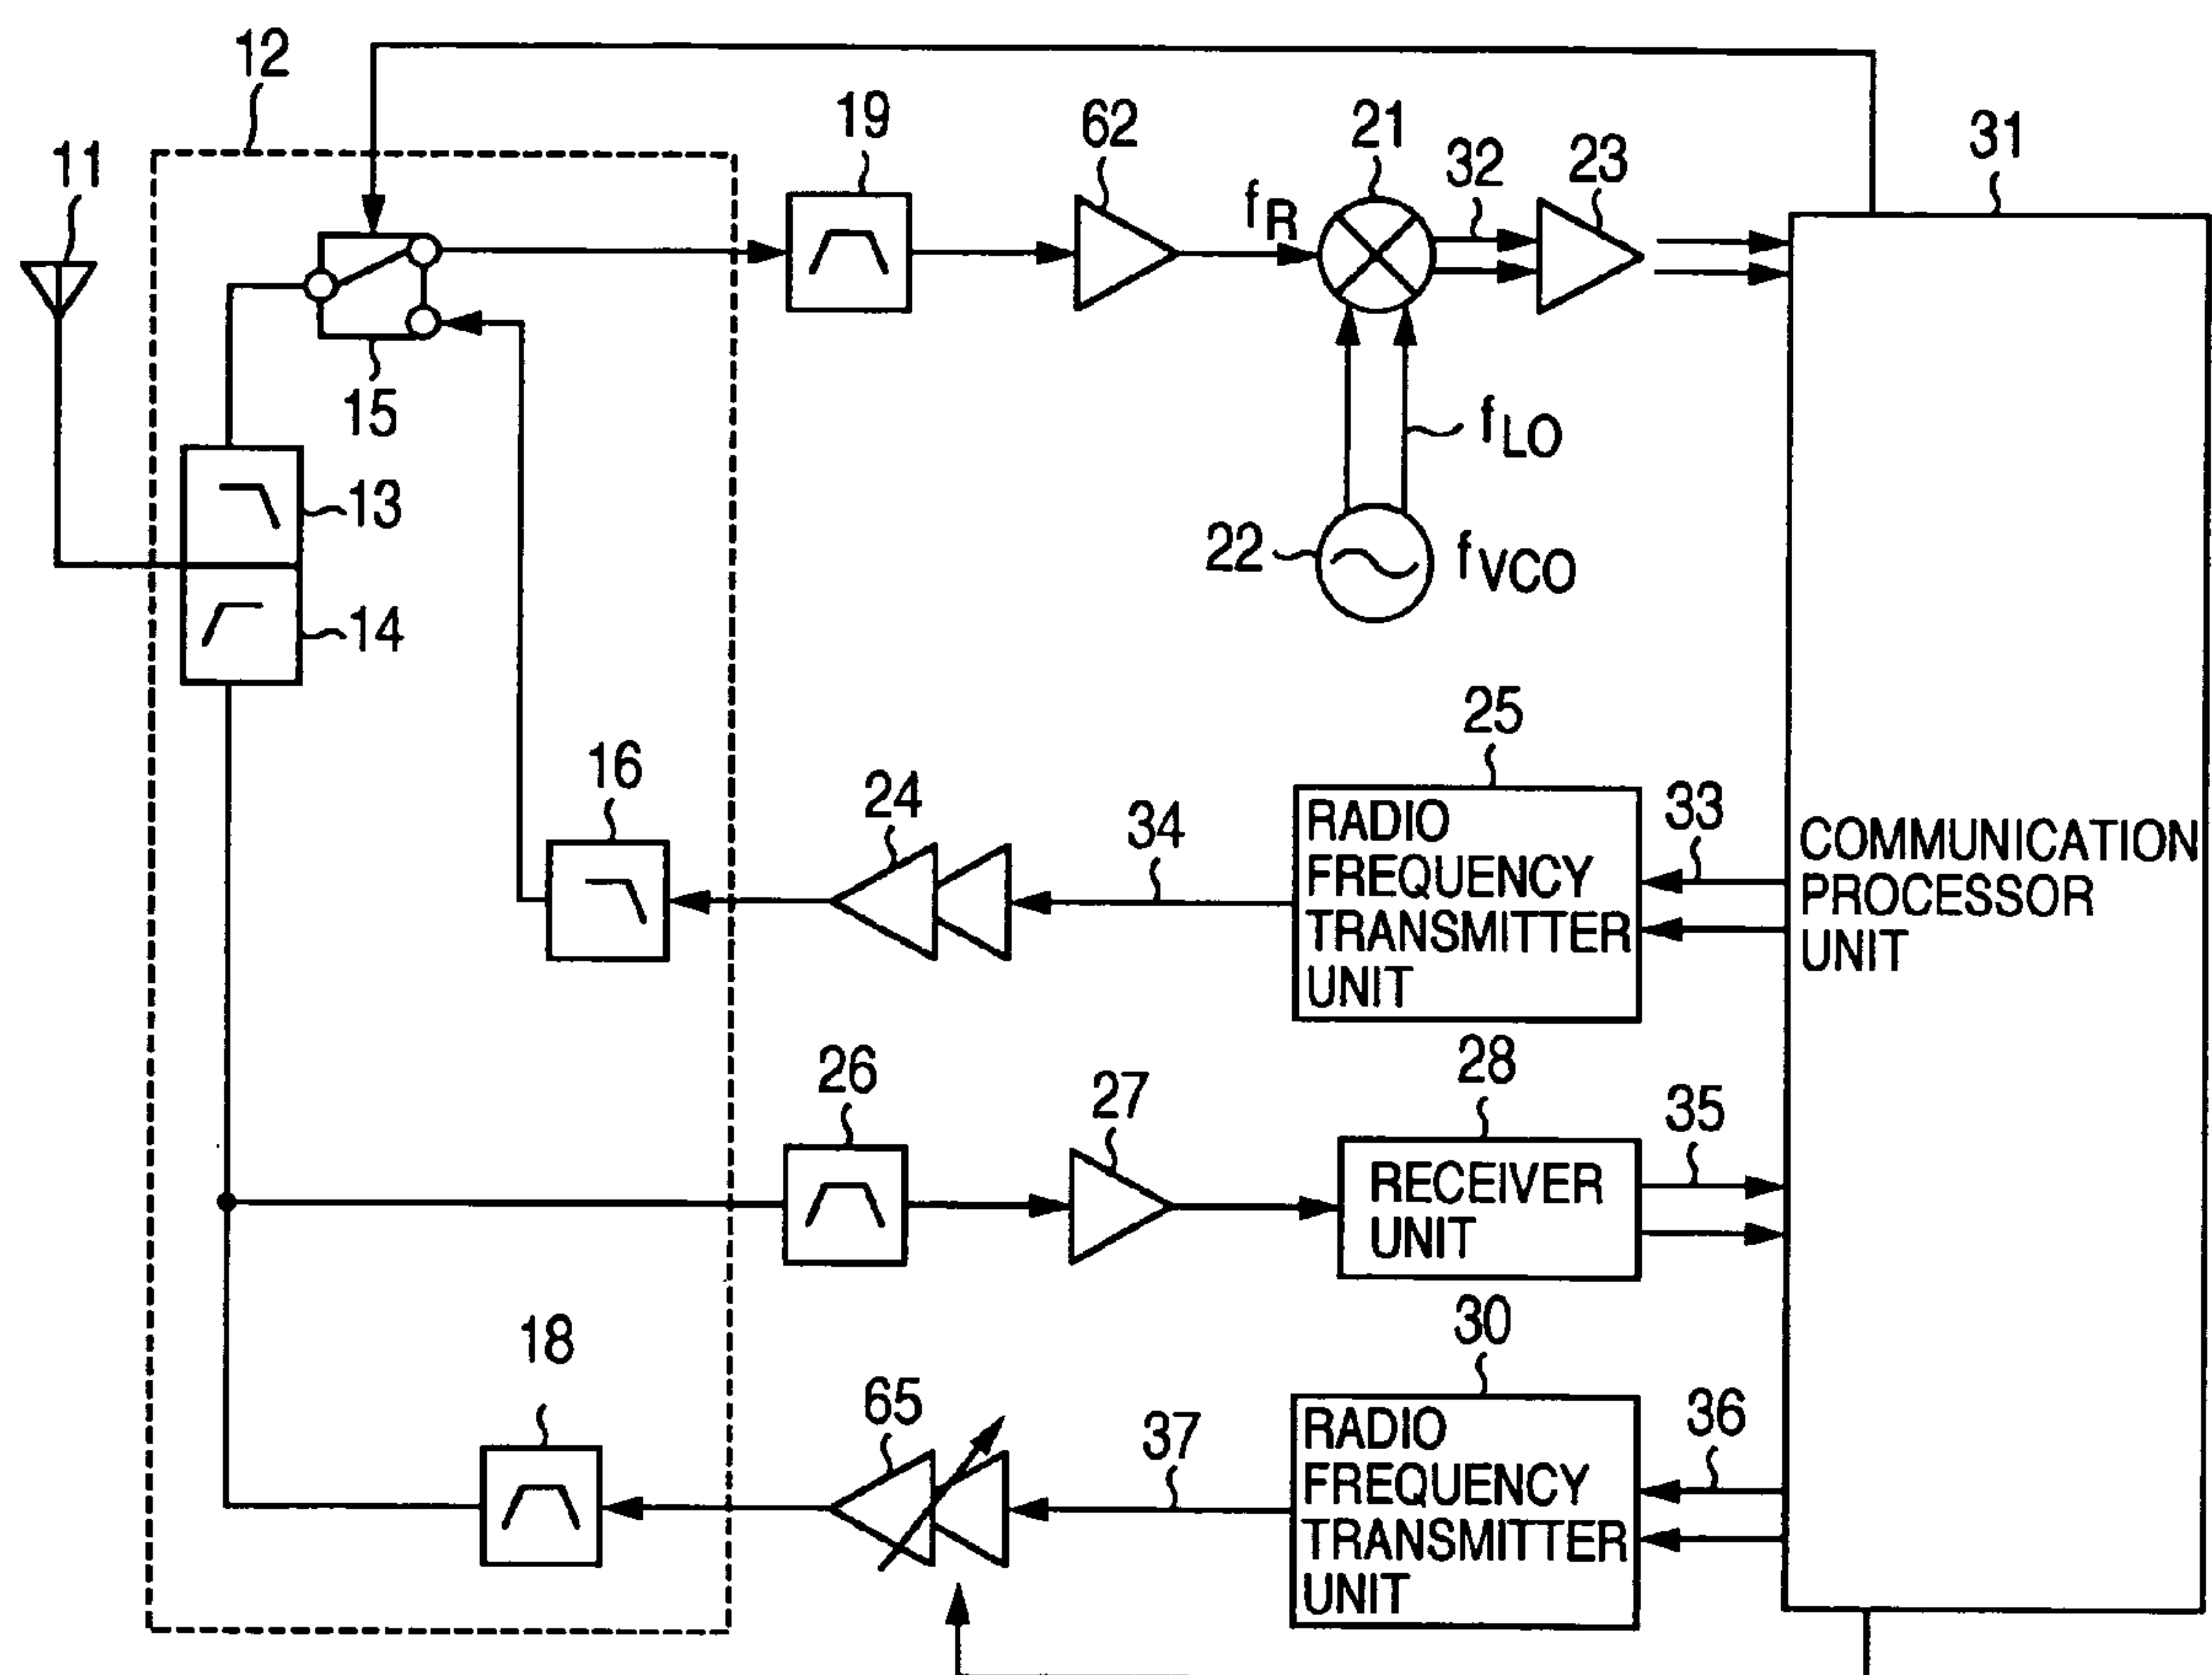 12
11
19
62
21
32
23
31
fR
15
fLO
13
22
fVCO
14
25
16
24
34
33
RADIO
FREQUENCY
TRANSMITTER
UNIT
COMMUNICATION
PROCESSOR
UNIT
26
27
28
35
RECEIVER
UNIT
18
65
37
30
36
RADIO
FREQUENCY
TRANSMITTER
UNIT